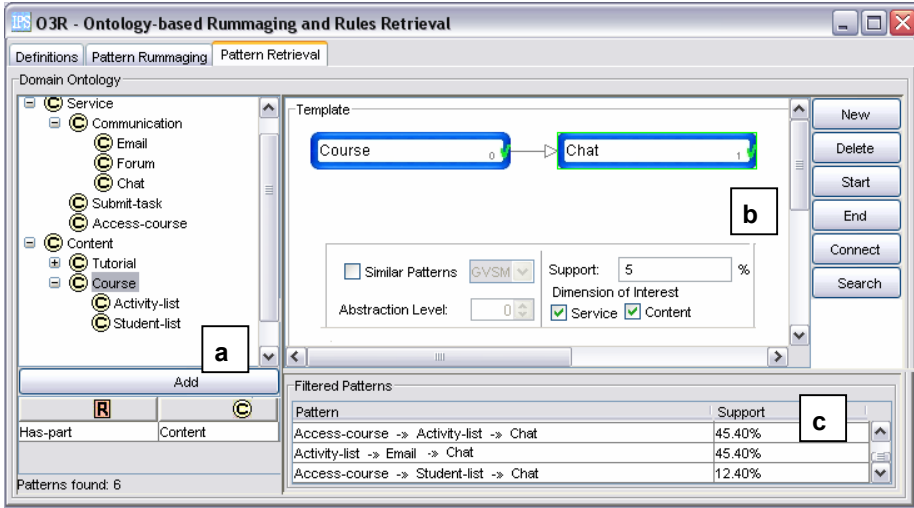 IPS O3R - Ontology-based Rummaging and Rules Retrieval
Definitions Pattern Rummaging Pattern Retrieval
Domain Ontology
C Service
C Communication
C Email
C Forum
C Chat
C Submit-task
C Access-course
C Content
C Tutorial
C Course
C Activity-list
C Student-list
a
Add
R C
Has-part Content
Patterns found: 6
Template
Course 0
Chat 1
b
Similar Patterns GVSM
Abstraction Level: 0
Support: 5 %
Dimension of Interest
Service Content
New
Delete
Start
End
Connect
Search
Filtered Patterns
Pattern Support
c
Access-course -» Activity-list -» Chat 45.40%
Activity-list -» Email -» Chat 45.40%
Access-course -» Student-list -» Chat 12.40%